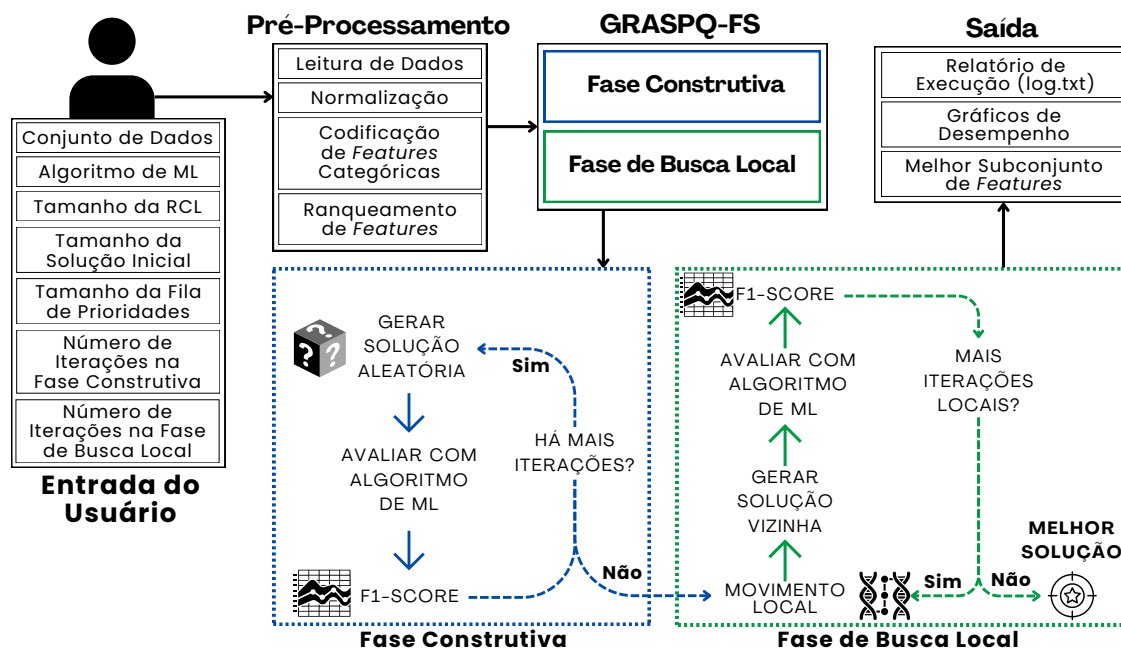 Pré-Processamento
GRASPQ-FS
Saída
Conjunto de Dados
Algoritmo de ML
Tamanho da RCL
Tamanho da
Solução Inicial
Tamanho da Fila
de Prioridades
Número de
Iterações na
Fase Construtiva
Número de
Iterações na Fase
de Busca Local
Entrada do
Usuário
Leitura de Dados
Normalização
Codificação
de Features
Categóricas
Ranqueamento
de Features
Fase Construtiva
Fase de Busca Local
Relatório de
Execução (log.txt)
Gráficos de
Desempenho
Melhor Subconjunto
de Features
? ? ?
GERAR
SOLUÇÃO
ALEATÓRIA
Sim
AVALIAR COM
ALGORITMO
DE ML
HÁ MAIS
ITERAÇÕES?
F1-SCORE
Não
Fase Construtiva
F1-SCORE
AVALIAR COM
ALGORITMO
DE ML
MAIS
ITERAÇÕES
LOCAIS?
GERAR
SOLUÇÃO
VIZINHA
MOVIMENTO
LOCAL
Sim
Não
MELHOR
SOLUÇÃO
Fase de Busca Local